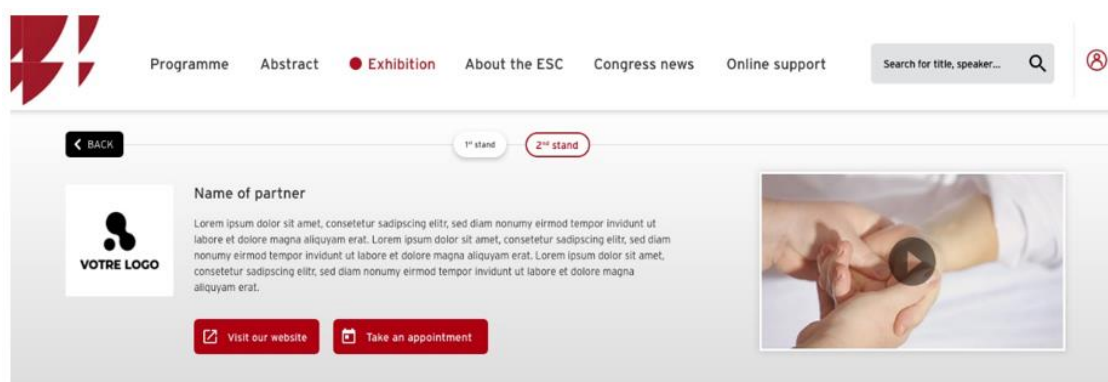 Programme Abstract Exhibition About the ESC Congress news Online support Search for title, speaker...
BACK 1st stand 2nd stand
Name of partner
Lorem ipsum dolor sit amet, consetetur sadipscing elitr, sed diam nonumy eirmod tempor invidunt ut
labore et dolore magna aliquyam erat. Lorem ipsum dolor sit amet, consetetur sadipscing elitr, sed diam
nonumy eirmod tempor invidunt ut labore et dolore magna aliquyam erat. Lorem ipsum dolor sit amet,
consetetur sadipscing elitr, sed diam nonumy eirmod tempor invidunt ut labore et dolore magna
aliquyam erat.
VOTRE LOGO
Visit our website Take an appointment